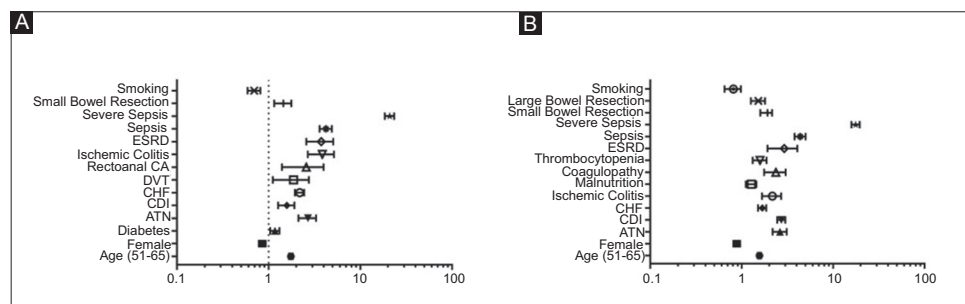 A
Smoking
Small Bowel Resection
Severe Sepsis
Sepsis
ESRD
Ischemic Colitis
Rectoanal CA
DVT
CHF
CDI
ATN
Diabetes
Female
Age (51-65)
0.1 1 10 100
B
Smoking
Large Bowel Resection
Small Bowel Resection
Severe Sepsis
Sepsis
ESRD
Thrombocytopenia
Coagulopathy
Malnutrition
Ischemic Colitis
CHF
CDI
ATN
Female
Age (51-65)
0.1 1 10 100